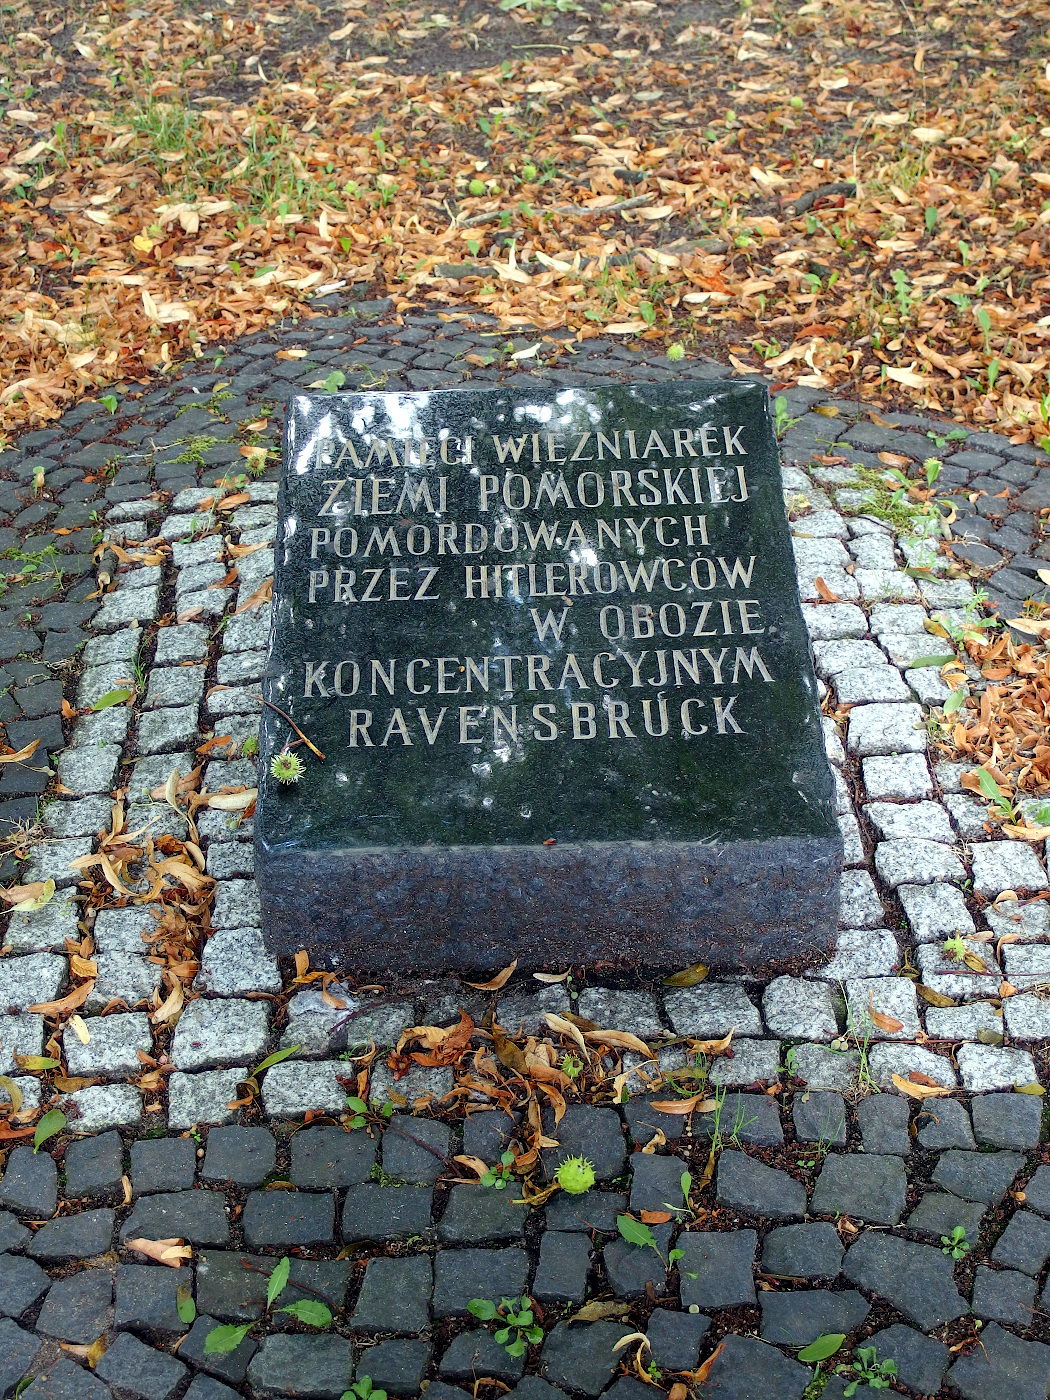 PAMIĘCI WIĘŹNIAREK
ZIEMI POMORSKIEJ
POMORDOWANYCH
PRZEZ HITLEROWCÓW
W OBOZIE
KONCENTRACYJNYM
RAVENSBRÜCK